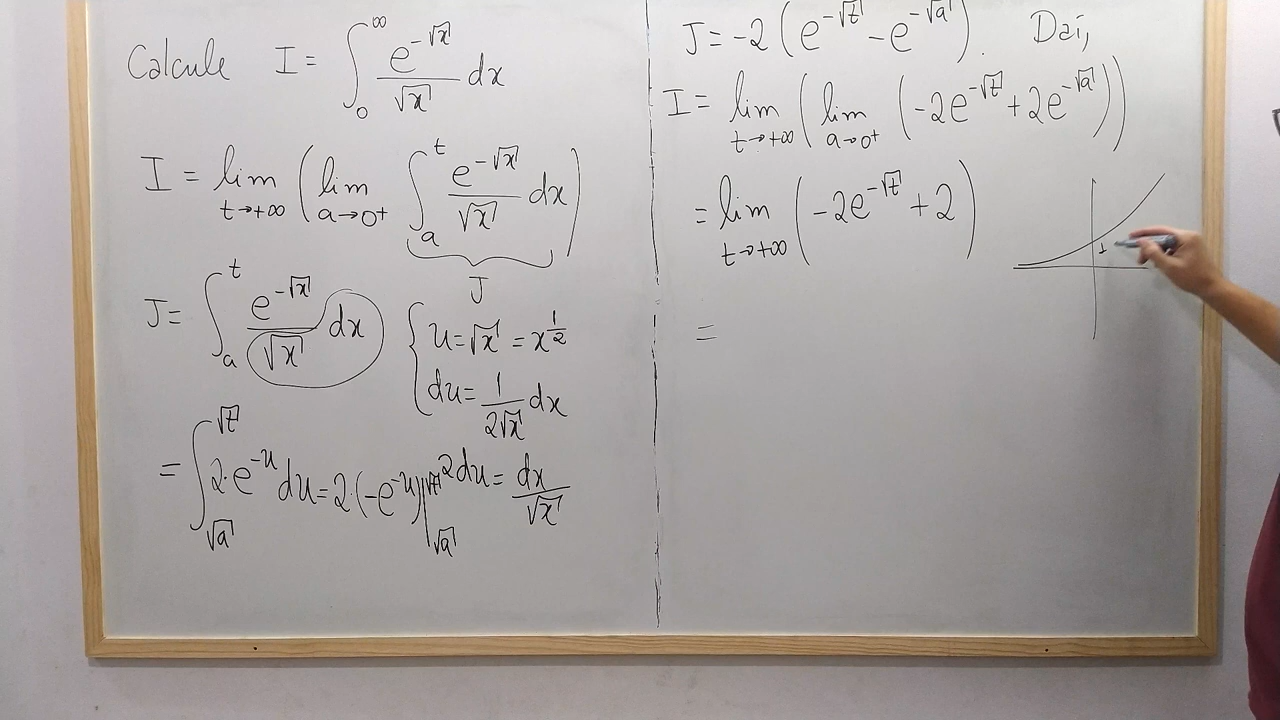 Calcule I = ∫_0^∞ e^{-√x}/√x dx
I = lim_{t→+∞} ( lim_{a→0⁺} ∫_a^t e^{-√x}/√x dx )
J
J = ∫_a^t e^{-√x}/√x dx
{ u = √x = x^{1/2}
du = 1/(2√x) dx
2du = dx/√x
= ∫_{√a}^{√t} 2·e^{-u} du = 2·(-e^{-u})|_{√a}^{√t}
J = -2(e^{-√t} - e^{-√a}). Daí,
I = lim_{t→+∞} ( lim_{a→0⁺} ( -2e^{-√t} + 2e^{-√a} ) )
= lim_{t→+∞} ( -2e^{-√t} + 2 )
1
=